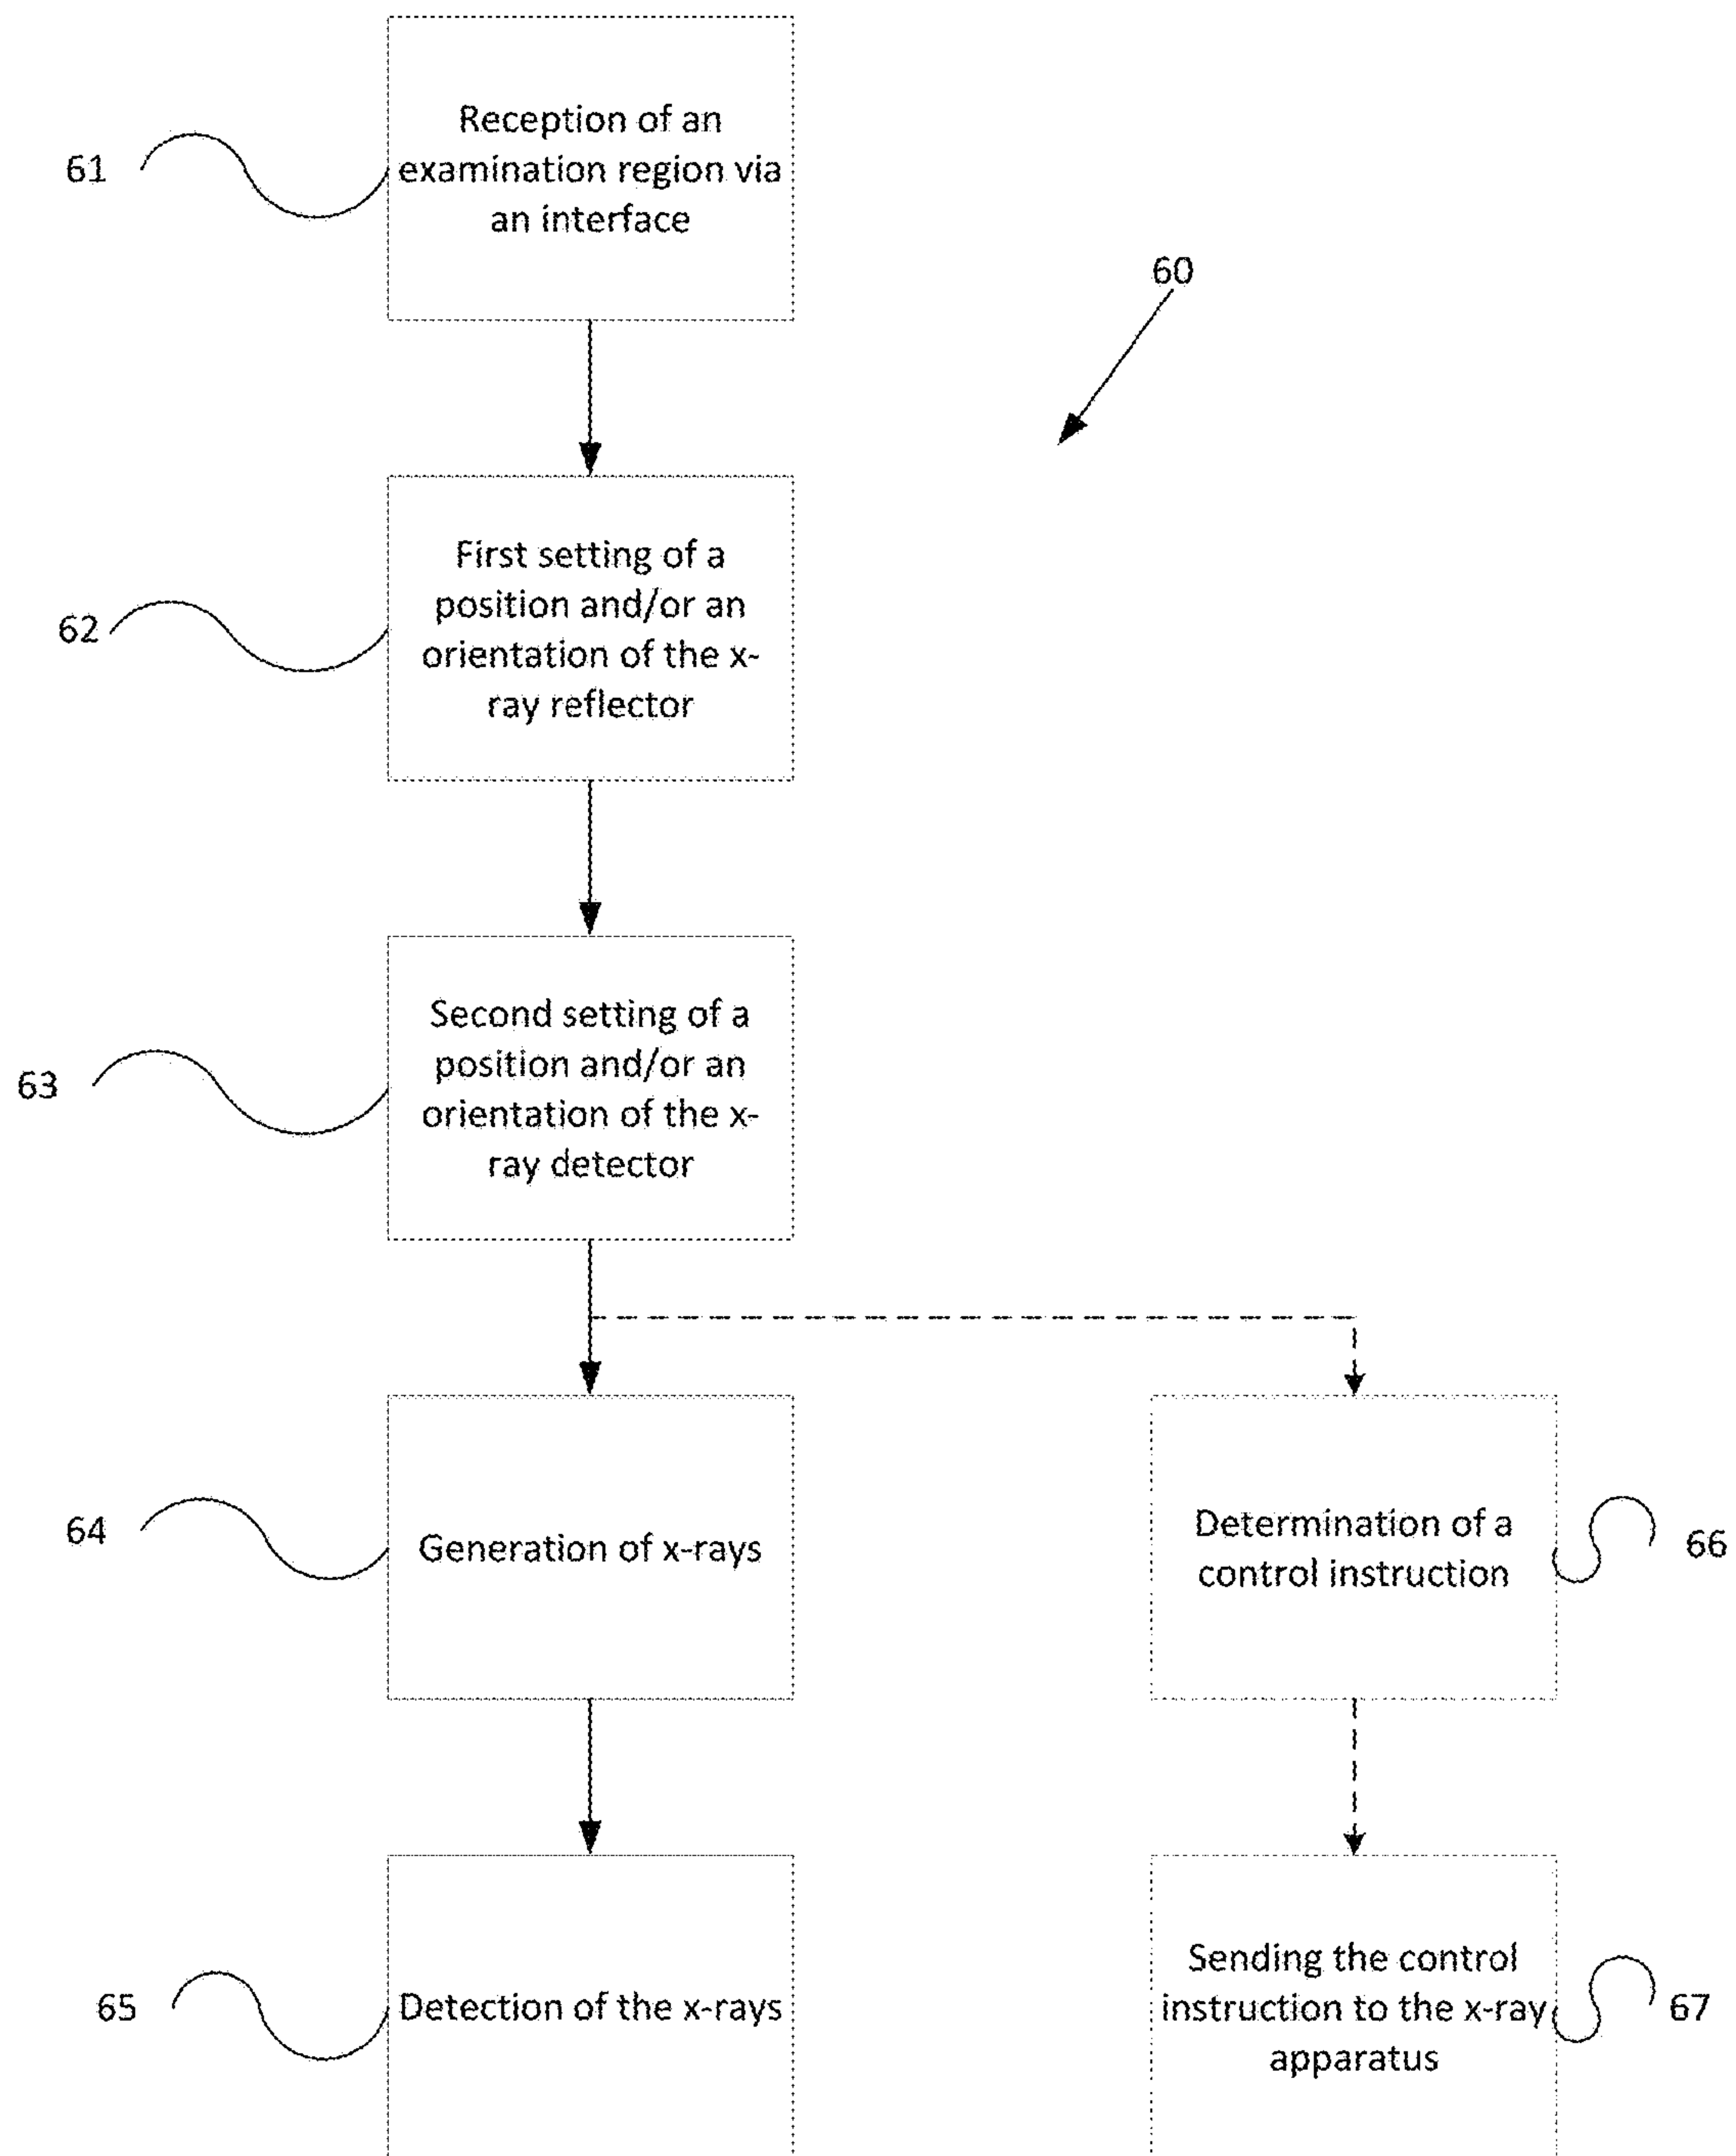 61
Reception of an
examination region via
an interface
60
62
First setting of a
position and/or an
orientation of the x-
ray reflector
63
Second setting of a
position and/or an
orientation of the x-
ray detector
64
Generation of x-rays
Determination of a
control instruction
66
65
Detection of the x-rays
Sending the control
instruction to the x-ray
apparatus
67